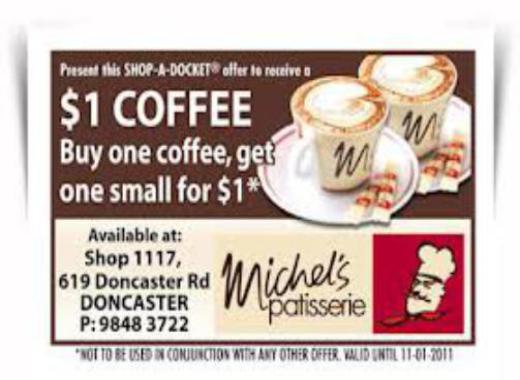 Present this SHOP-A-DOCKET® offer to receive a
$1 COFFEE
Buy one coffee, get
one small for $1*
Available at:
Shop 1117,
619 Doncaster Rd
DONCASTER
P: 9848 3722
Michel's
patisserie
*NOT TO BE USED IN CONJUNCTION WITH ANY OTHER OFFER. VALID UNTIL 11-01-2011